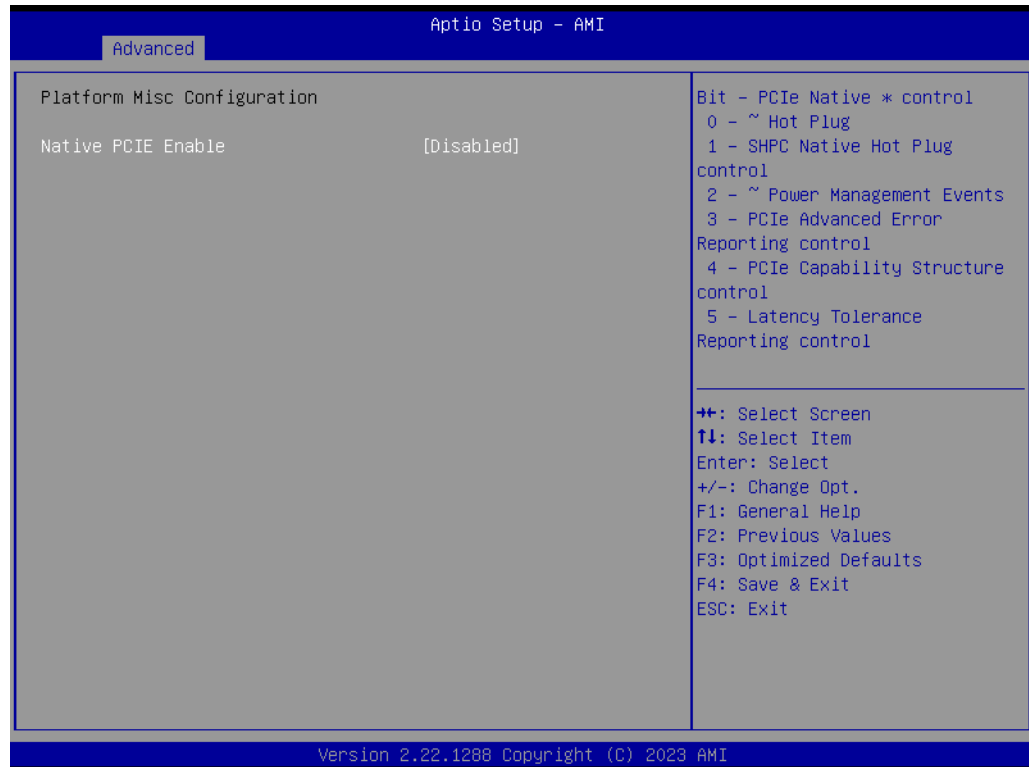 Aptio Setup – AMI
Advanced
Platform Misc Configuration
Native PCIE Enable [Disabled]
Bit – PCIe Native * control
0 – ~ Hot Plug
1 – SHPC Native Hot Plug
control
2 – ~ Power Management Events
3 – PCIe Advanced Error
Reporting control
4 – PCIe Capability Structure
control
5 – Latency Tolerance
Reporting control
→←: Select Screen
↑↓: Select Item
Enter: Select
+/-: Change Opt.
F1: General Help
F2: Previous Values
F3: Optimized Defaults
F4: Save & Exit
ESC: Exit
Version 2.22.1288 Copyright (C) 2023 AMI